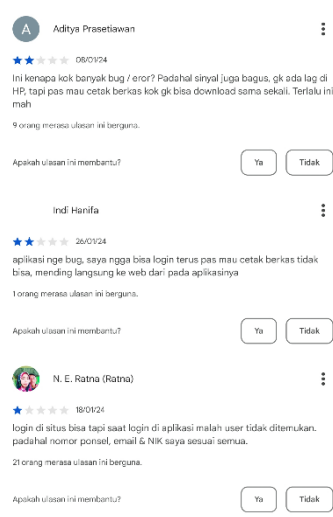 A
Aditya Prasetiawan
08/01/24
Ini kenapa kok banyak bug / eror? Padahal sinyal juga bagus, gk ada lag di
HP, tapi pas mau cetak berkas kok gk bisa download sama sekali. Terlalu ini
mah
9 orang merasa ulasan ini berguna.
Apakah ulasan ini membantu?
Ya
Tidak
Indi Hanifa
26/01/24
aplikasi nge bug, saya ngga bisa login terus pas mau cetak berkas tidak
bisa, mending langsung ke web dari pada aplikasinya
1 orang merasa ulasan ini berguna.
Apakah ulasan ini membantu?
Ya
Tidak
N. E. Ratna (Ratna)
18/01/24
login di situs bisa tapi saat login di aplikasi malah user tidak ditemukan.
padahal nomor ponsel, email & NIK saya sesuai semua.
21 orang merasa ulasan ini berguna.
Apakah ulasan ini membantu?
Ya
Tidak